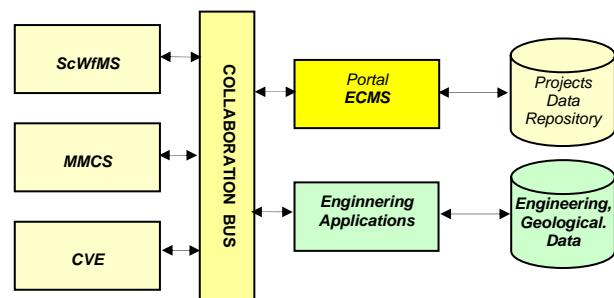 ScWfMS
MMCS
CVE
COLLABORATION BUS
Portal
ECMS
Enginnering
Applications
Projects
Data
Repository
Engineering,
Geological.
Data